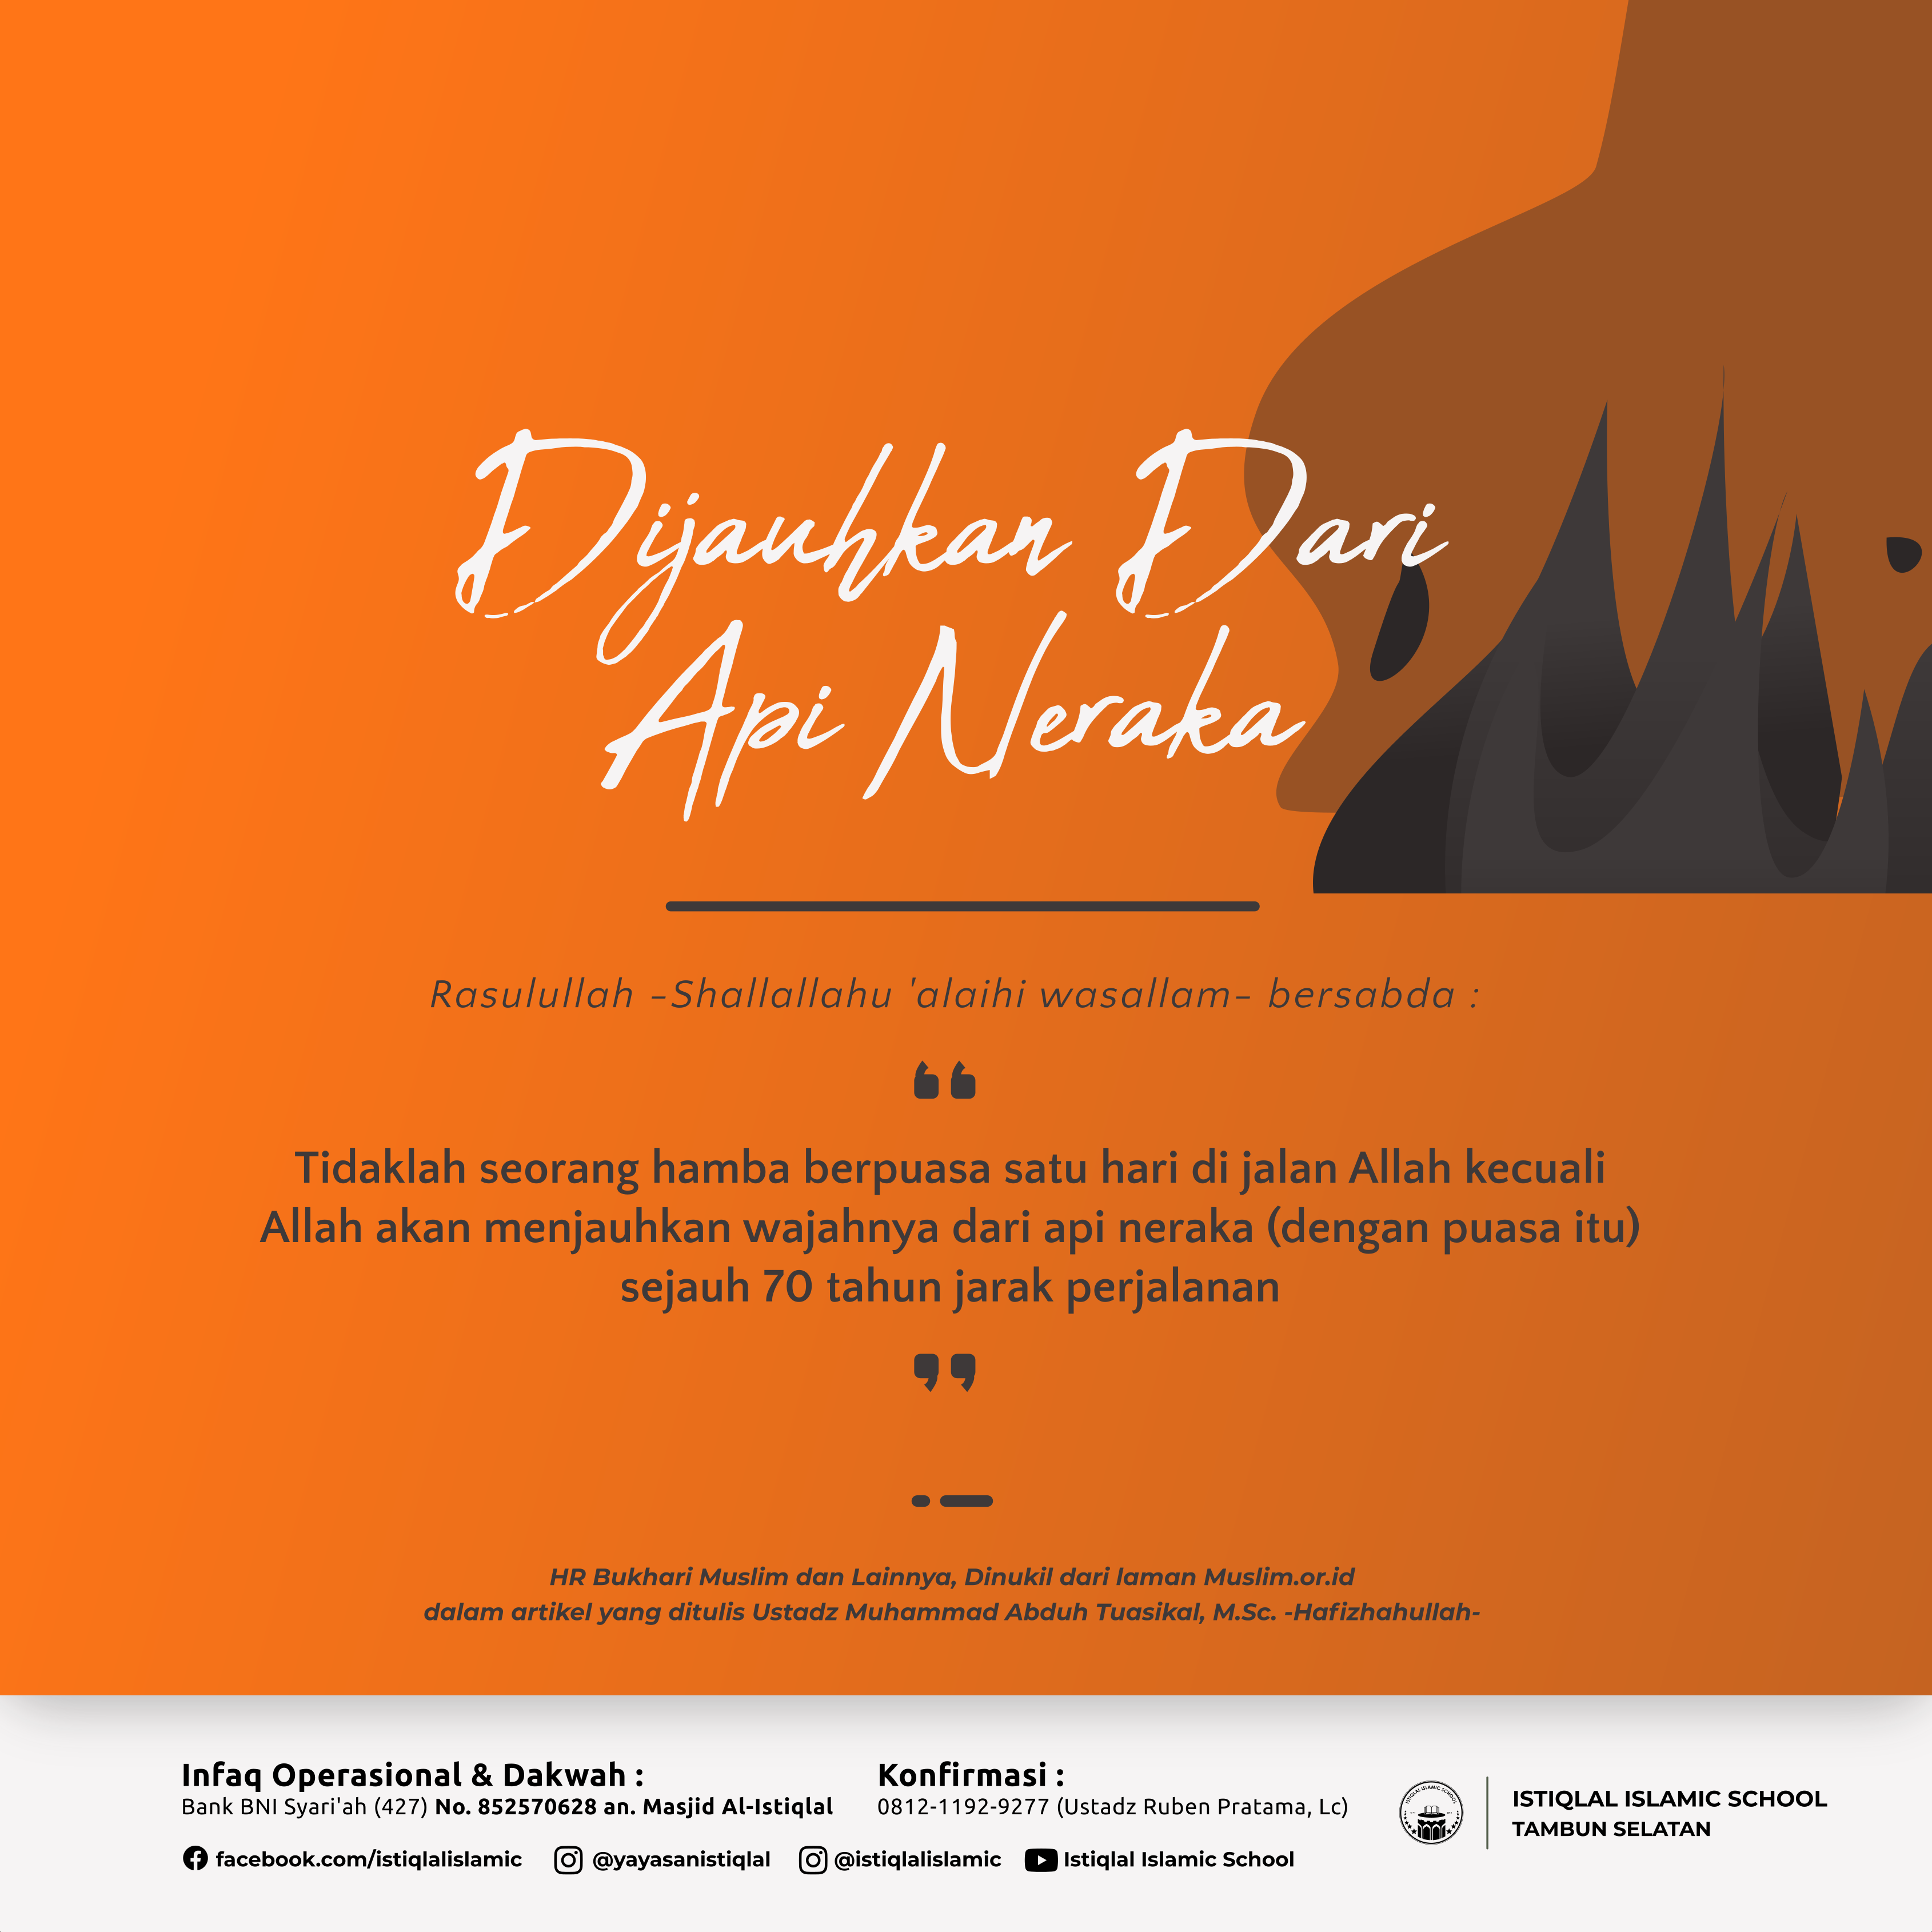 Dijauhkan Dari
Api Neraka
Rasulullah -Shallallahu 'alaihi wasallam- bersabda :
“
Tidaklah seorang hamba berpuasa satu hari di jalan Allah kecuali
Allah akan menjauhkan wajahnya dari api neraka (dengan puasa itu)
sejauh 70 tahun jarak perjalanan
”
HR Bukhari Muslim dan Lainnya, Dinukil dari laman Muslim.or.id
dalam artikel yang ditulis Ustadz Muhammad Abduh Tuasikal, M.Sc. -Hafizhahullah-
Infaq Operasional & Dakwah :
Bank BNI Syari'ah (427) No. 852570628 an. Masjid Al-Istiqlal
Konfirmasi :
0812-1192-9277 (Ustadz Ruben Pratama, Lc)
facebook.com/istiqlalislamic
@yayasanistiqlal
@istiqlalislamic
Istiqlal Islamic School
ISTIQLAL ISLAMIC SCHOOL
ISTIQLAL ISLAMIC SCHOOL
TAMBUN SELATAN